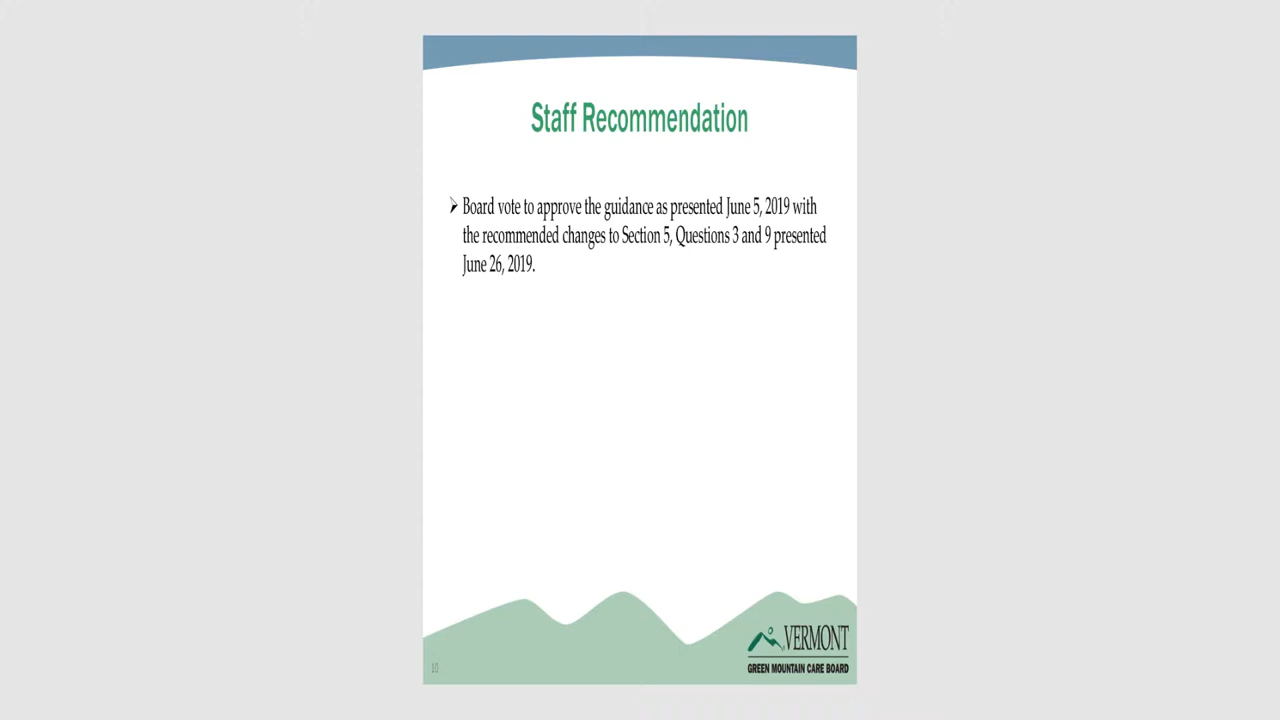 Staff Recommendation
➢ Board vote to approve the guidance as presented June 5, 2019 with
the recommended changes to Section 5, Questions 3 and 9 presented
June 26, 2019.
VERMONT
GREEN MOUNTAIN CARE BOARD
10